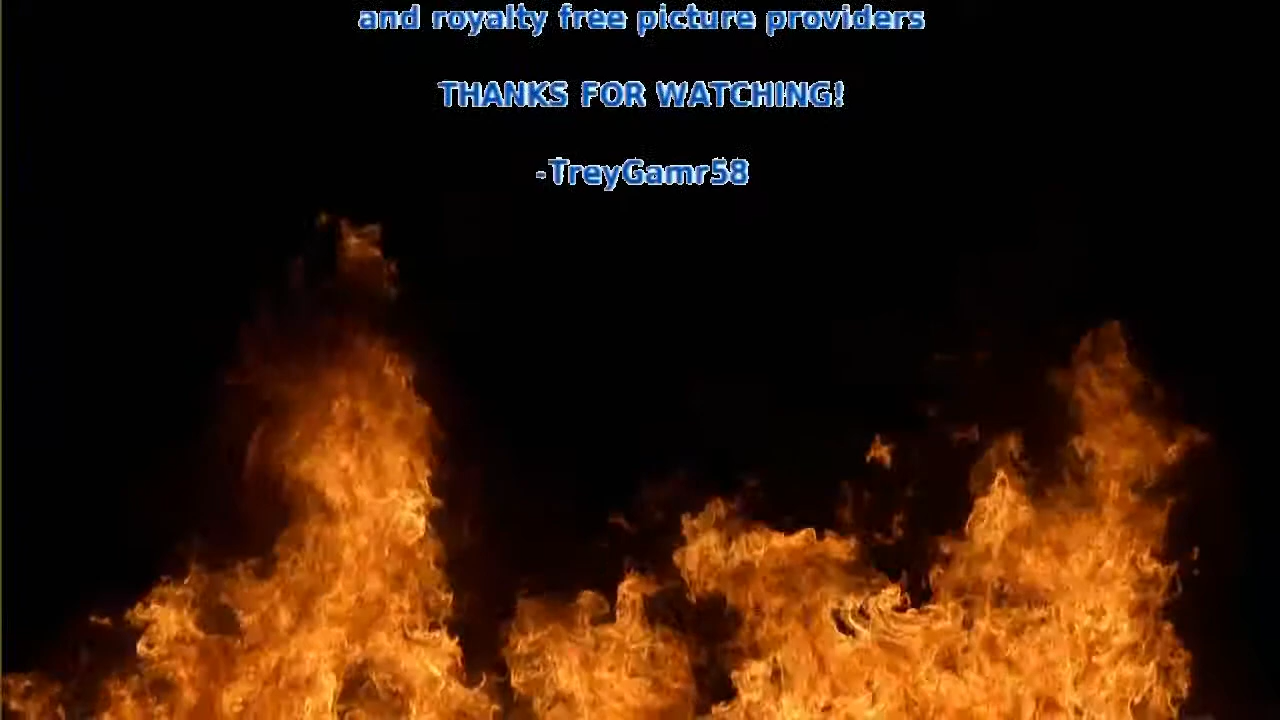 and royalty free picture providers
THANKS FOR WATCHING!
-TreyGamr58